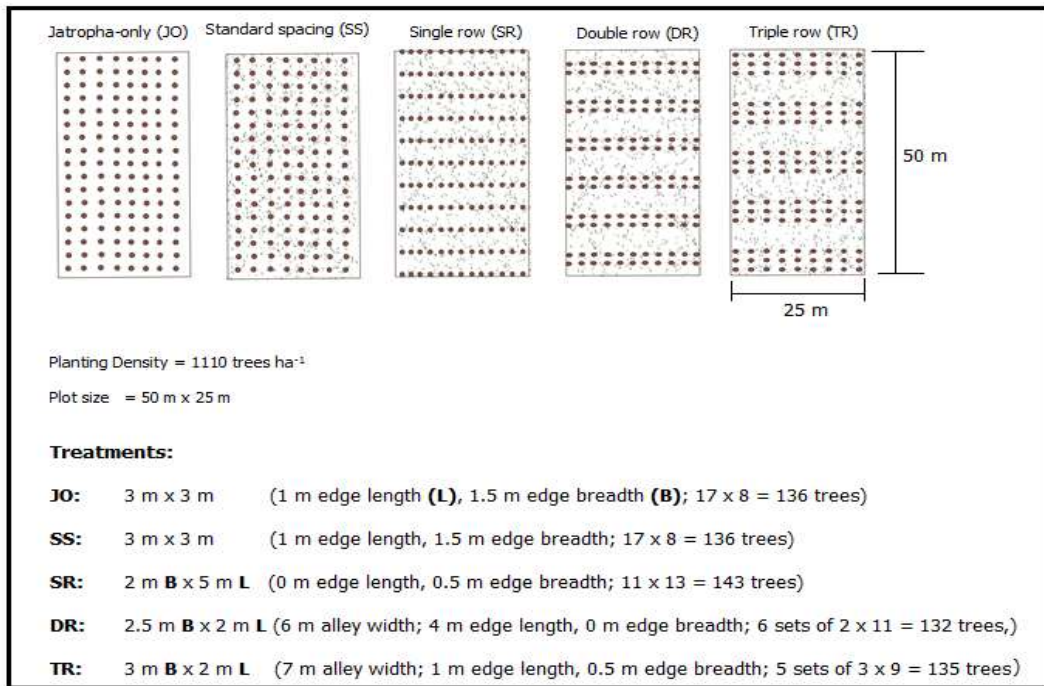 Jatropha-only (JO) Standard spacing (SS) Single row (SR) Double row (DR) Triple row (TR)
50 m
25 m
Planting Density = 1110 trees ha⁻¹
Plot size = 50 m x 25 m
Treatments:
JO: 3 m x 3 m (1 m edge length (L), 1.5 m edge breadth (B); 17 x 8 = 136 trees)
SS: 3 m x 3 m (1 m edge length, 1.5 m edge breadth; 17 x 8 = 136 trees)
SR: 2 m B x 5 m L (0 m edge length, 0.5 m edge breadth; 11 x 13 = 143 trees)
DR: 2.5 m B x 2 m L (6 m alley width; 4 m edge length, 0 m edge breadth; 6 sets of 2 x 11 = 132 trees,)
TR: 3 m B x 2 m L (7 m alley width; 1 m edge length, 0.5 m edge breadth; 5 sets of 3 x 9 = 135 trees)